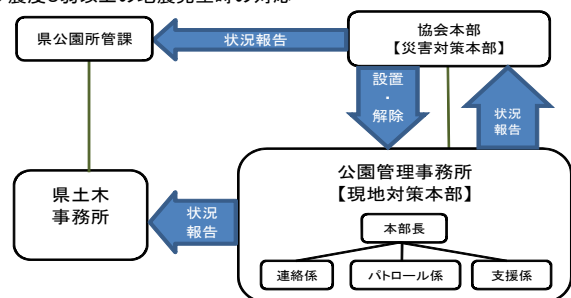 震度5弱以上の地震発生時の対応
県公園所管課
状況報告
協会本部
【災害対策本部】
設置
・
解除
状況
報告
県土木
事務所
状況
報告
公園管理事務所
【現地対策本部】
本部長
連絡係
パトロール係
支援係